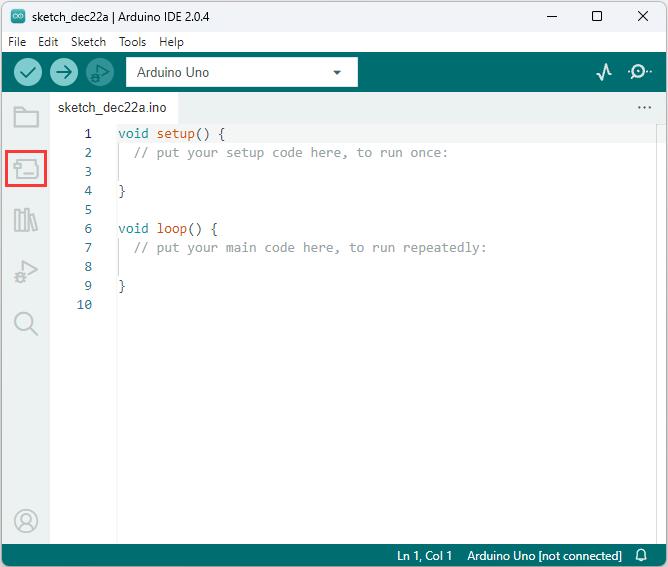 sketch_dec22a | Arduino IDE 2.0.4
File Edit Sketch Tools Help
Arduino Uno
sketch_dec22a.ino
1 void setup() {
2 // put your setup code here, to run once:
3
4 }
5
6 void loop() {
7 // put your main code here, to run repeatedly:
8
9 }
10
Ln 1, Col 1 Arduino Uno [not connected]